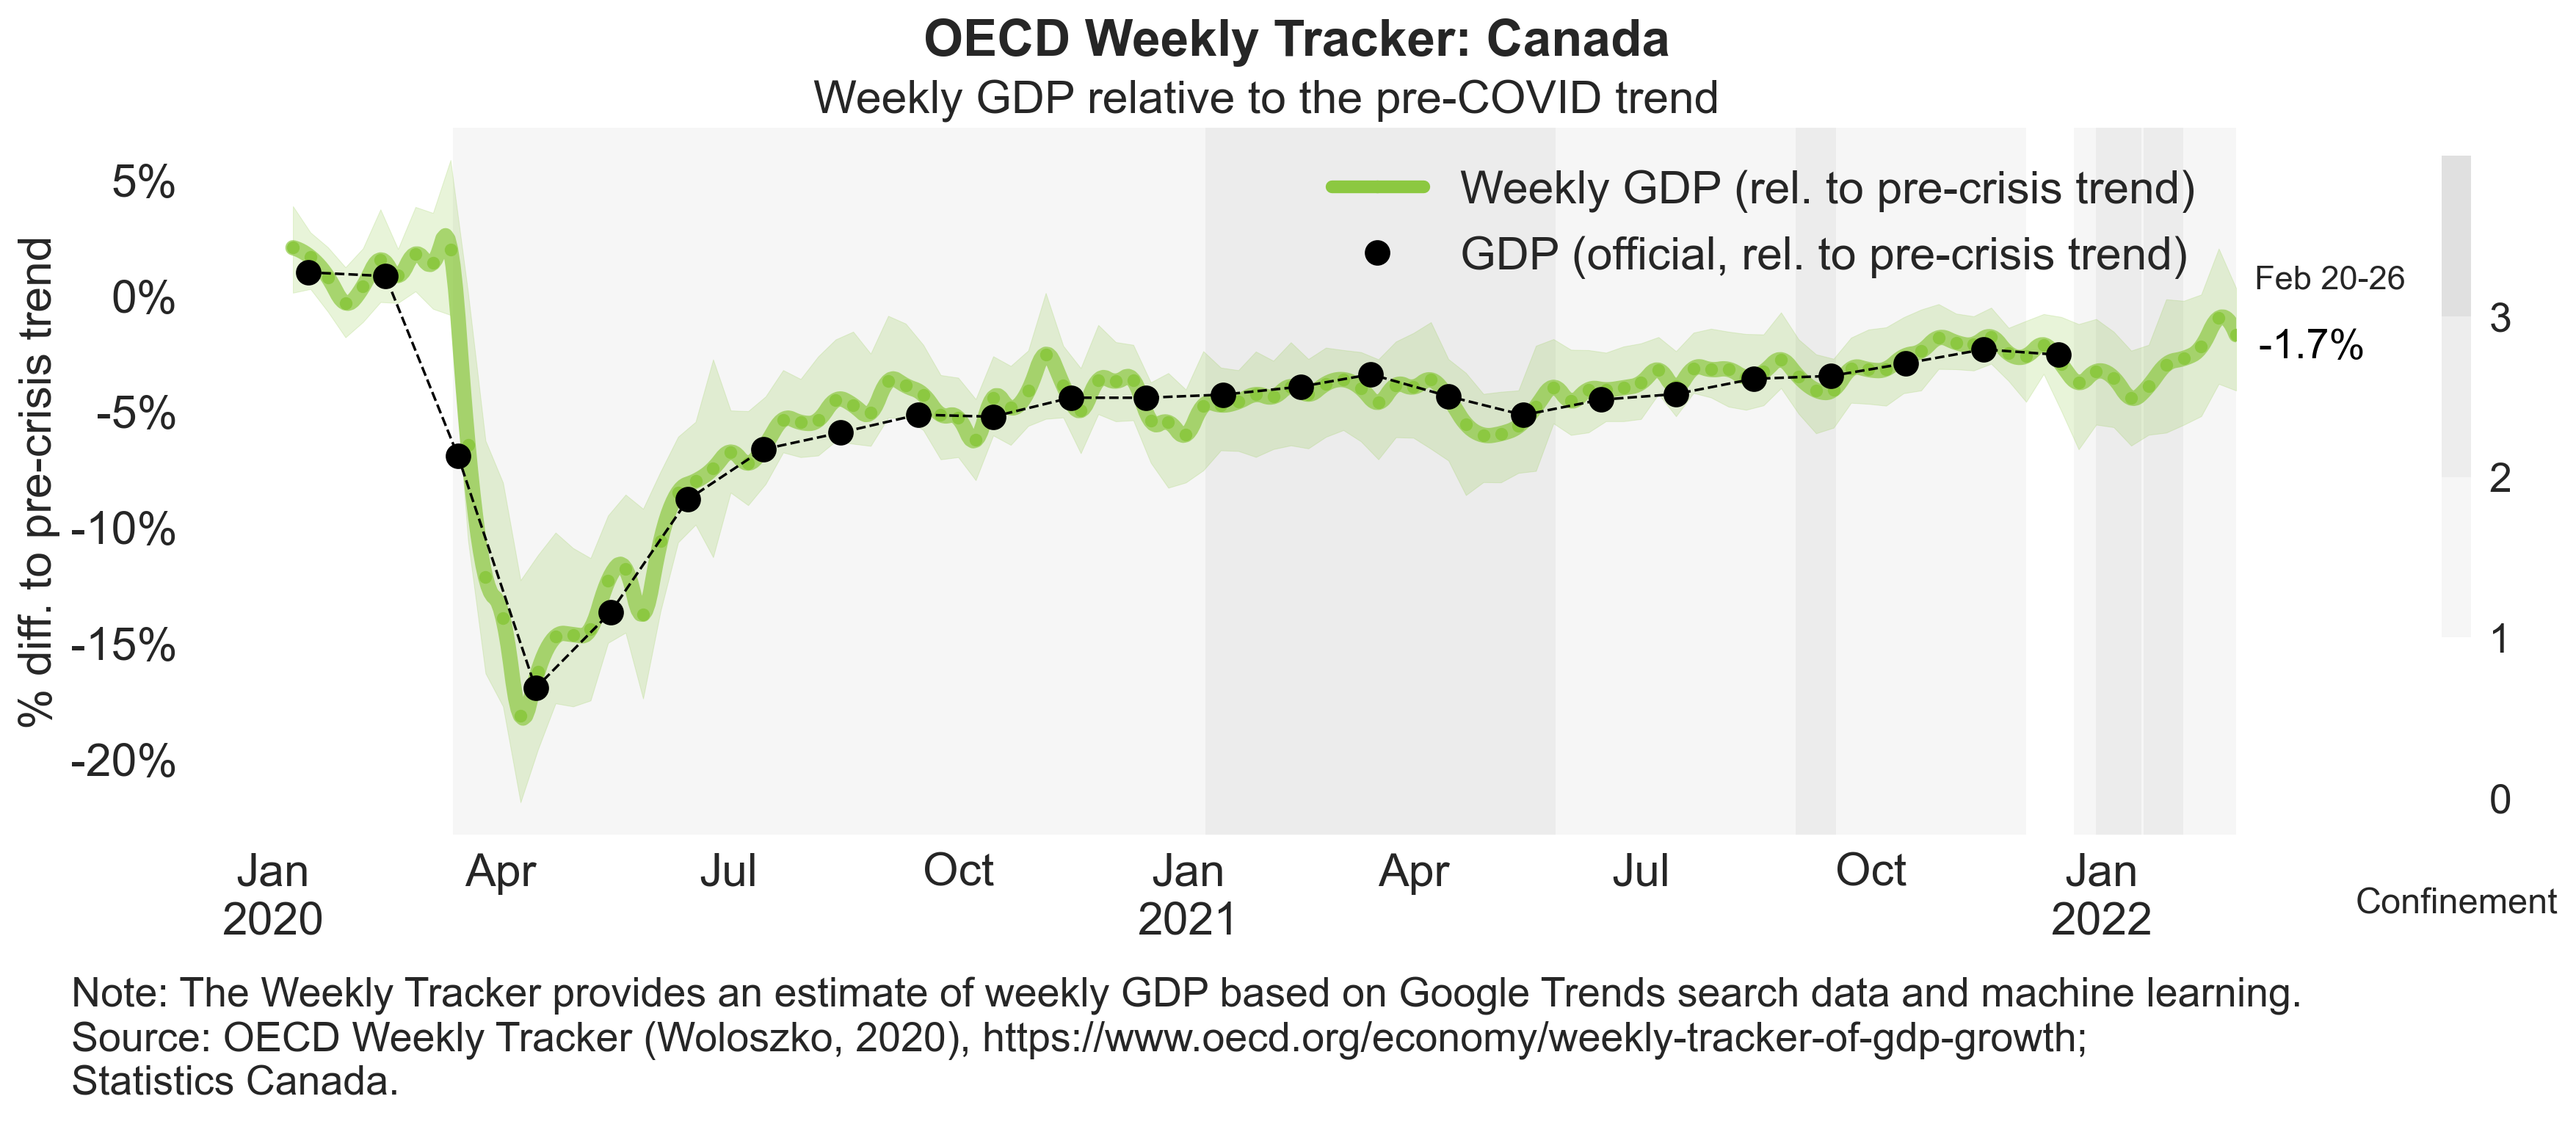 OECD Weekly Tracker: Canada
Weekly GDP relative to the pre-COVID trend
% diff. to pre-crisis trend
5%
0%
-5%
-10%
-15%
-20%
Weekly GDP (rel. to pre-crisis trend)
GDP (official, rel. to pre-crisis trend)
Feb 20-26
-1.7%
3
2
1
0
Confinement
Jan Apr Jul Oct Jan Apr Jul Oct Jan
2020 2021 2022
Note: The Weekly Tracker provides an estimate of weekly GDP based on Google Trends search data and machine learning.
Source: OECD Weekly Tracker (Woloszko, 2020), https://www.oecd.org/economy/weekly-tracker-of-gdp-growth;
Statistics Canada.